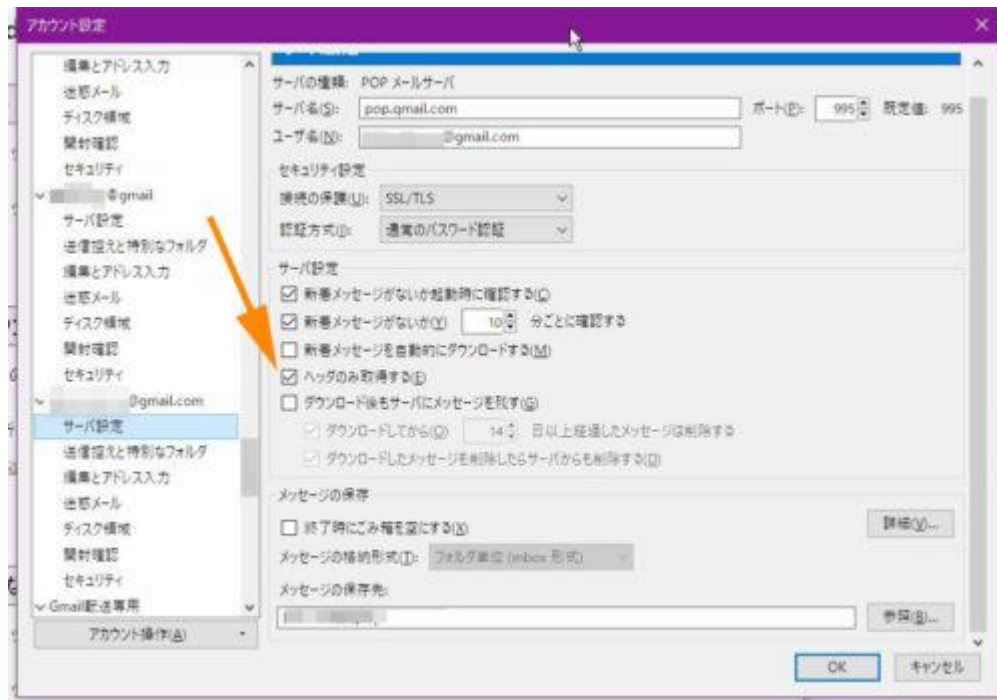 アカウント設定
編集とアドレス入力
迷惑メール
ディスク領域
開封確認
セキュリティ
@gmail
サーバ設定
送信控えと特別なフォルダ
編集とアドレス入力
迷惑メール
ディスク領域
開封確認
セキュリティ
@gmail.com
サーバ設定
送信控えと特別なフォルダ
編集とアドレス入力
迷惑メール
ディスク領域
開封確認
セキュリティ
Gmail転送専用
アカウント操作(A)
サーバの種類: POP メールサーバ
サーバ名(S): pop.gmail.com ポート(P): 995 既定値: 995
ユーザ名(N): @gmail.com
セキュリティ設定
接続の保護(U): SSL/TLS
認証方式(I): 通常のパスワード認証
サーバ設定
新着メッセージがないか起動時に確認する(C)
新着メッセージがないか(Y) 10 分ごとに確認する
新着メッセージを自動的にダウンロードする(M)
ヘッダのみ取得する(E)
ダウンロード後もサーバにメッセージを残す(G)
ダウンロードしてから(O) 14 日以上経過したメッセージは削除する
ダウンロードしたメッセージを削除したらサーバからも削除する(D)
メッセージの保存
終了時にごみ箱を空にする(X) 詳細(V)...
メッセージの格納形式(T): フォルダ単位 (mbox 形式)
メッセージの保存先:
参照(B)...
OK キャンセル